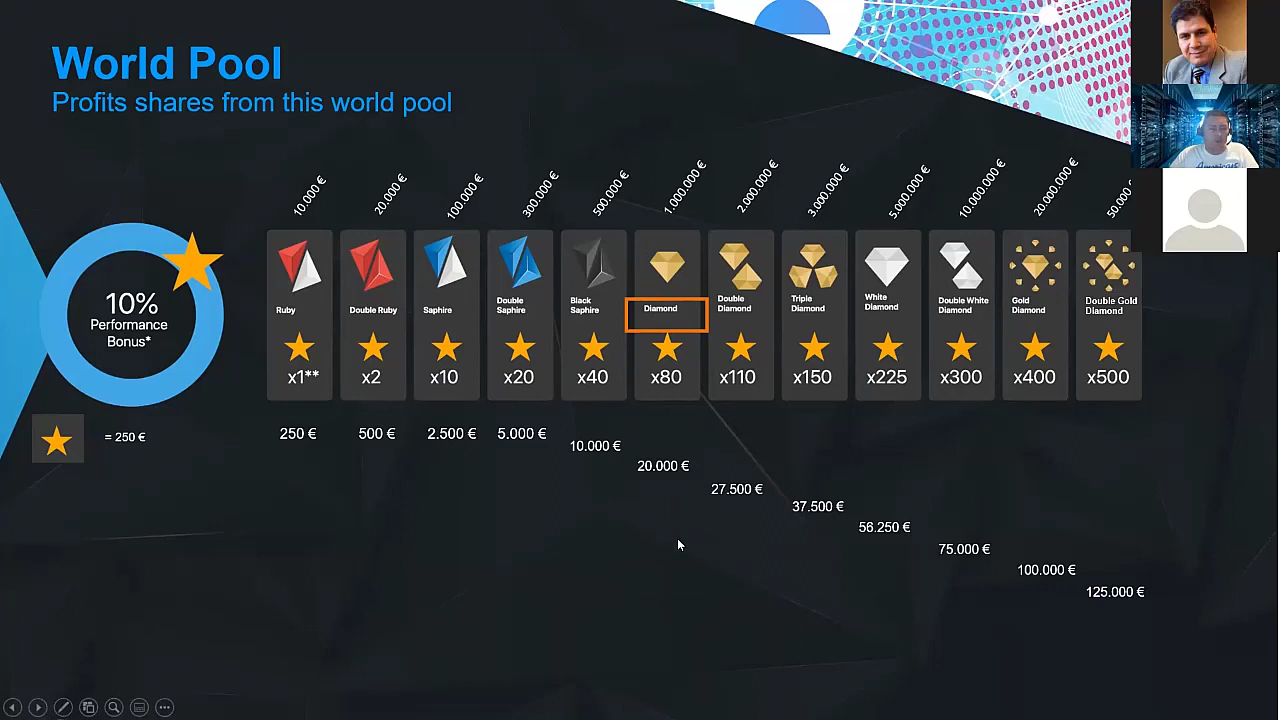 World Pool
Profits shares from this world pool
10.000 €
20.000 €
100.000 €
300.000 €
500.000 €
1.000.000 €
2.000.000 €
3.000.000 €
5.000.000 €
10.000.000 €
20.000.000 €
50.000
10%
Performance
Bonus*
Ruby
Double Ruby
Saphire
Double
Saphire
Black
Saphire
Diamond
Double
Diamond
Triple
Diamond
White
Diamond
Double White
Diamond
Gold
Diamond
Double Gold
Diamond
x1**
x2
x10
x20
x40
x80
x110
x150
x225
x300
x400
x500
= 250 €
250 €
500 €
2.500 €
5.000 €
10.000 €
20.000 €
27.500 €
37.500 €
56.250 €
75.000 €
100.000 €
125.000 €